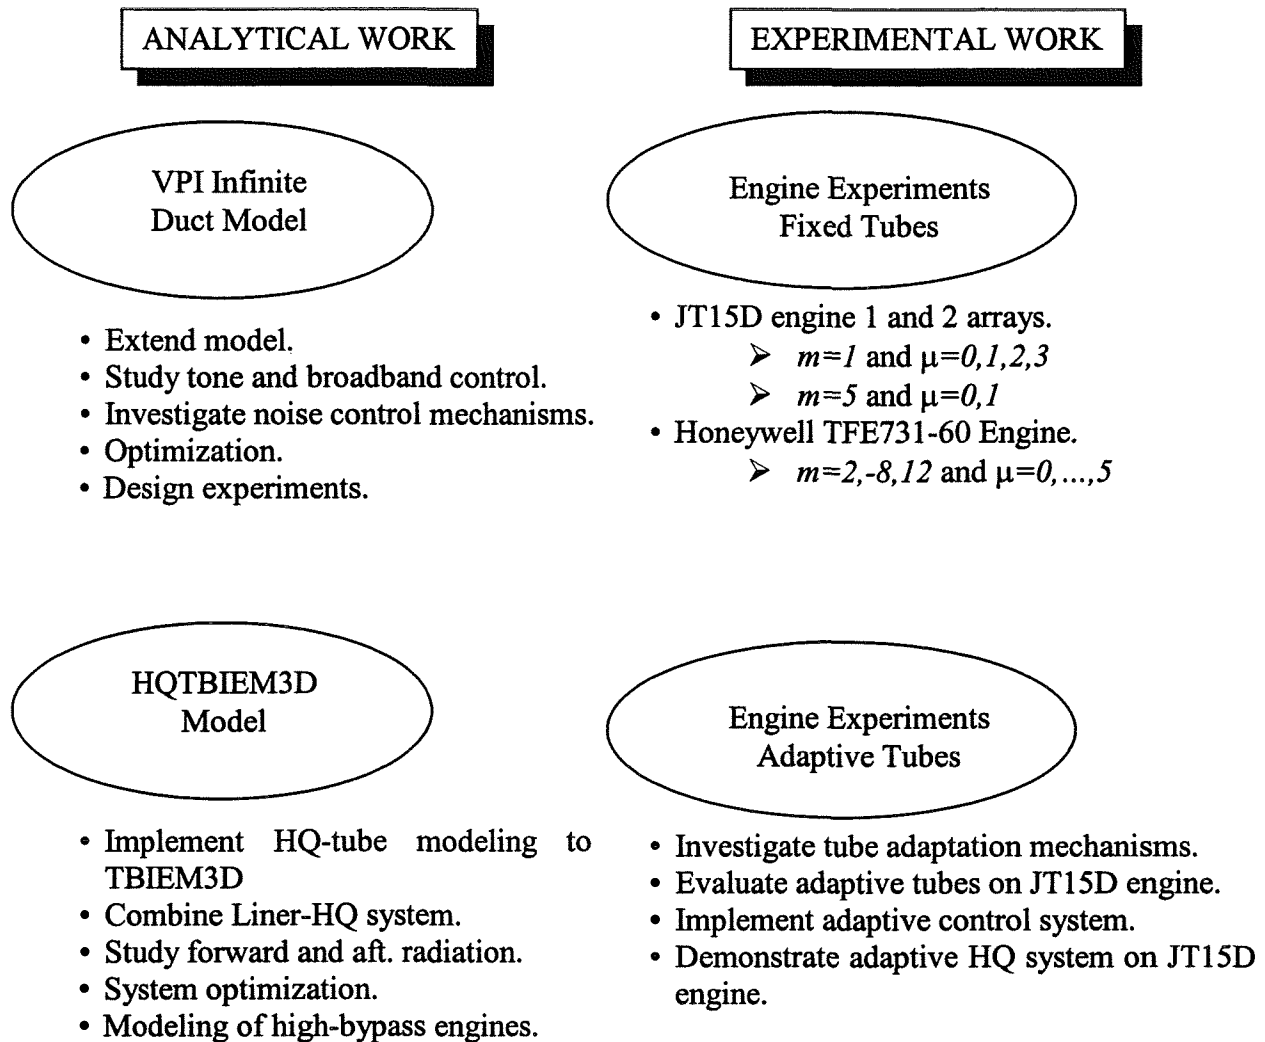 ANALYTICAL WORK
EXPERIMENTAL WORK
VPI Infinite
Duct Model
• Extend model.
• Study tone and broadband control.
• Investigate noise control mechanisms.
• Optimization.
• Design experiments.
Engine Experiments
Fixed Tubes
• JT15D engine 1 and 2 arrays.
➢ m=1 and μ=0,1,2,3
➢ m=5 and μ=0,1
• Honeywell TFE731-60 Engine.
➢ m=2,-8,12 and μ=0,...,5
HQTBIEM3D
Model
• Implement HQ-tube modeling to
TBIEM3D
• Combine Liner-HQ system.
• Study forward and aft. radiation.
• System optimization.
• Modeling of high-bypass engines.
Engine Experiments
Adaptive Tubes
• Investigate tube adaptation mechanisms.
• Evaluate adaptive tubes on JT15D engine.
• Implement adaptive control system.
• Demonstrate adaptive HQ system on JT15D
engine.